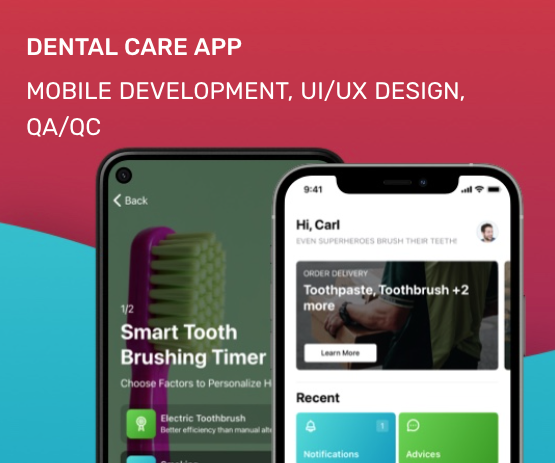 DENTAL CARE APP
MOBILE DEVELOPMENT, UI/UX DESIGN,
QA/QC
Back
1/2
Smart Tooth
Brushing Timer
Choose Factors to Personalize H
Electric Toothbrush
Better efficiency than manual
9:41
Hi, Carl
EVEN SUPERHEROES BRUSH THEIR TEETH!
ORDER DELIVERY
Toothpaste, Toothbrush +2
more
Learn More
Recent
Notifications
1
Advices